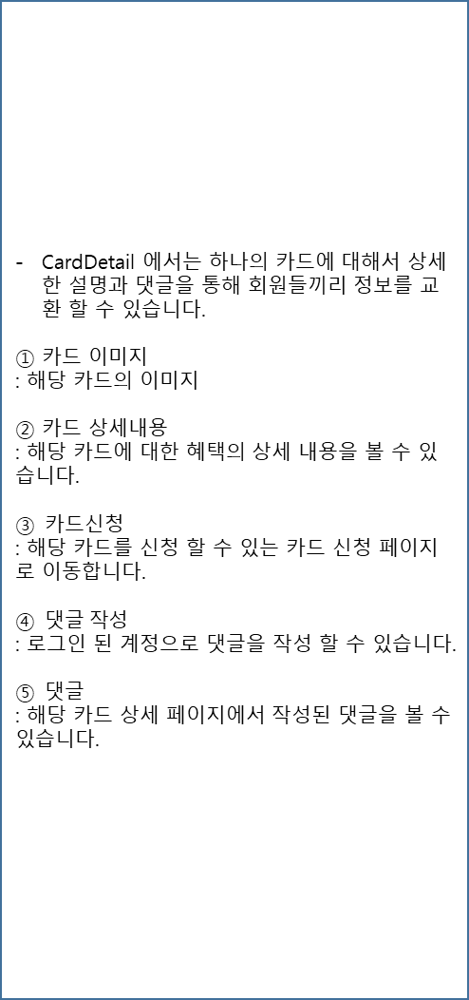 - CardDetail 에서는 하나의 카드에 대해서 상세
한 설명과 댓글을 통해 회원들끼리 정보를 교
환 할 수 있습니다.
① 카드 이미지
: 해당 카드의 이미지
② 카드 상세내용
: 해당 카드에 대한 혜택의 상세 내용을 볼 수 있
습니다.
③ 카드신청
: 해당 카드를 신청 할 수 있는 카드 신청 페이지
로 이동합니다.
④ 댓글 작성
: 로그인 된 계정으로 댓글을 작성 할 수 있습니다.
⑤ 댓글
: 해당 카드 상세 페이지에서 작성된 댓글을 볼 수
있습니다.